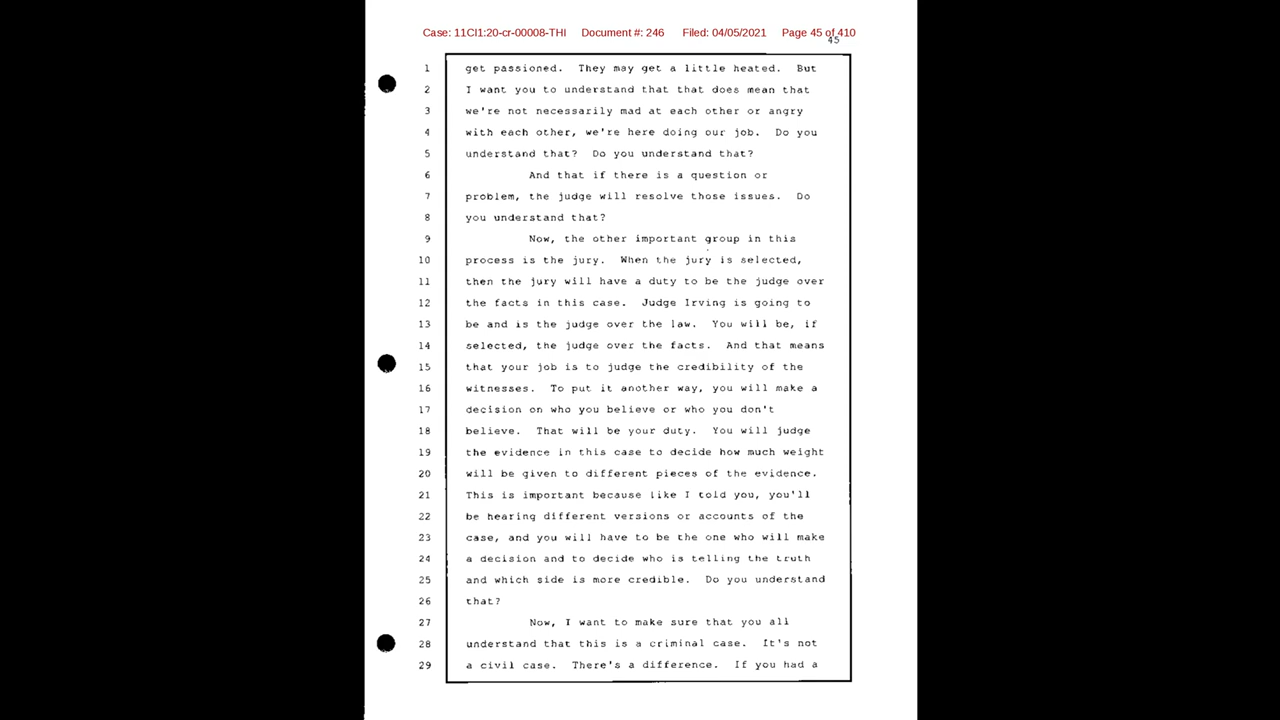 Case: 11CI1:20-cr-00008-THI Document #: 246 Filed: 04/05/2021 Page 45 of 410
45
1 get passioned. They may get a little heated. But
2 I want you to understand that that does mean that
3 we're not necessarily mad at each other or angry
4 with each other, we're here doing our job. Do you
5 understand that? Do you understand that?
6 And that if there is a question or
7 problem, the judge will resolve those issues. Do
8 you understand that?
9 Now, the other important group in this
10 process is the jury. When the jury is selected,
11 then the jury will have a duty to be the judge over
12 the facts in this case. Judge Irving is going to
13 be and is the judge over the law. You will be, if
14 selected, the judge over the facts. And that means
15 that your job is to judge the credibility of the
16 witnesses. To put it another way, you will make a
17 decision on who you believe or who you don't
18 believe. That will be your duty. You will judge
19 the evidence in this case to decide how much weight
20 will be given to different pieces of the evidence.
21 This is important because like I told you, you'll
22 be hearing different versions or accounts of the
23 case, and you will have to be the one who will make
24 a decision and to decide who is telling the truth
25 and which side is more credible. Do you understand
26 that?
27 Now, I want to make sure that you all
28 understand that this is a criminal case. It's not
29 a civil case. There's a difference. If you had a